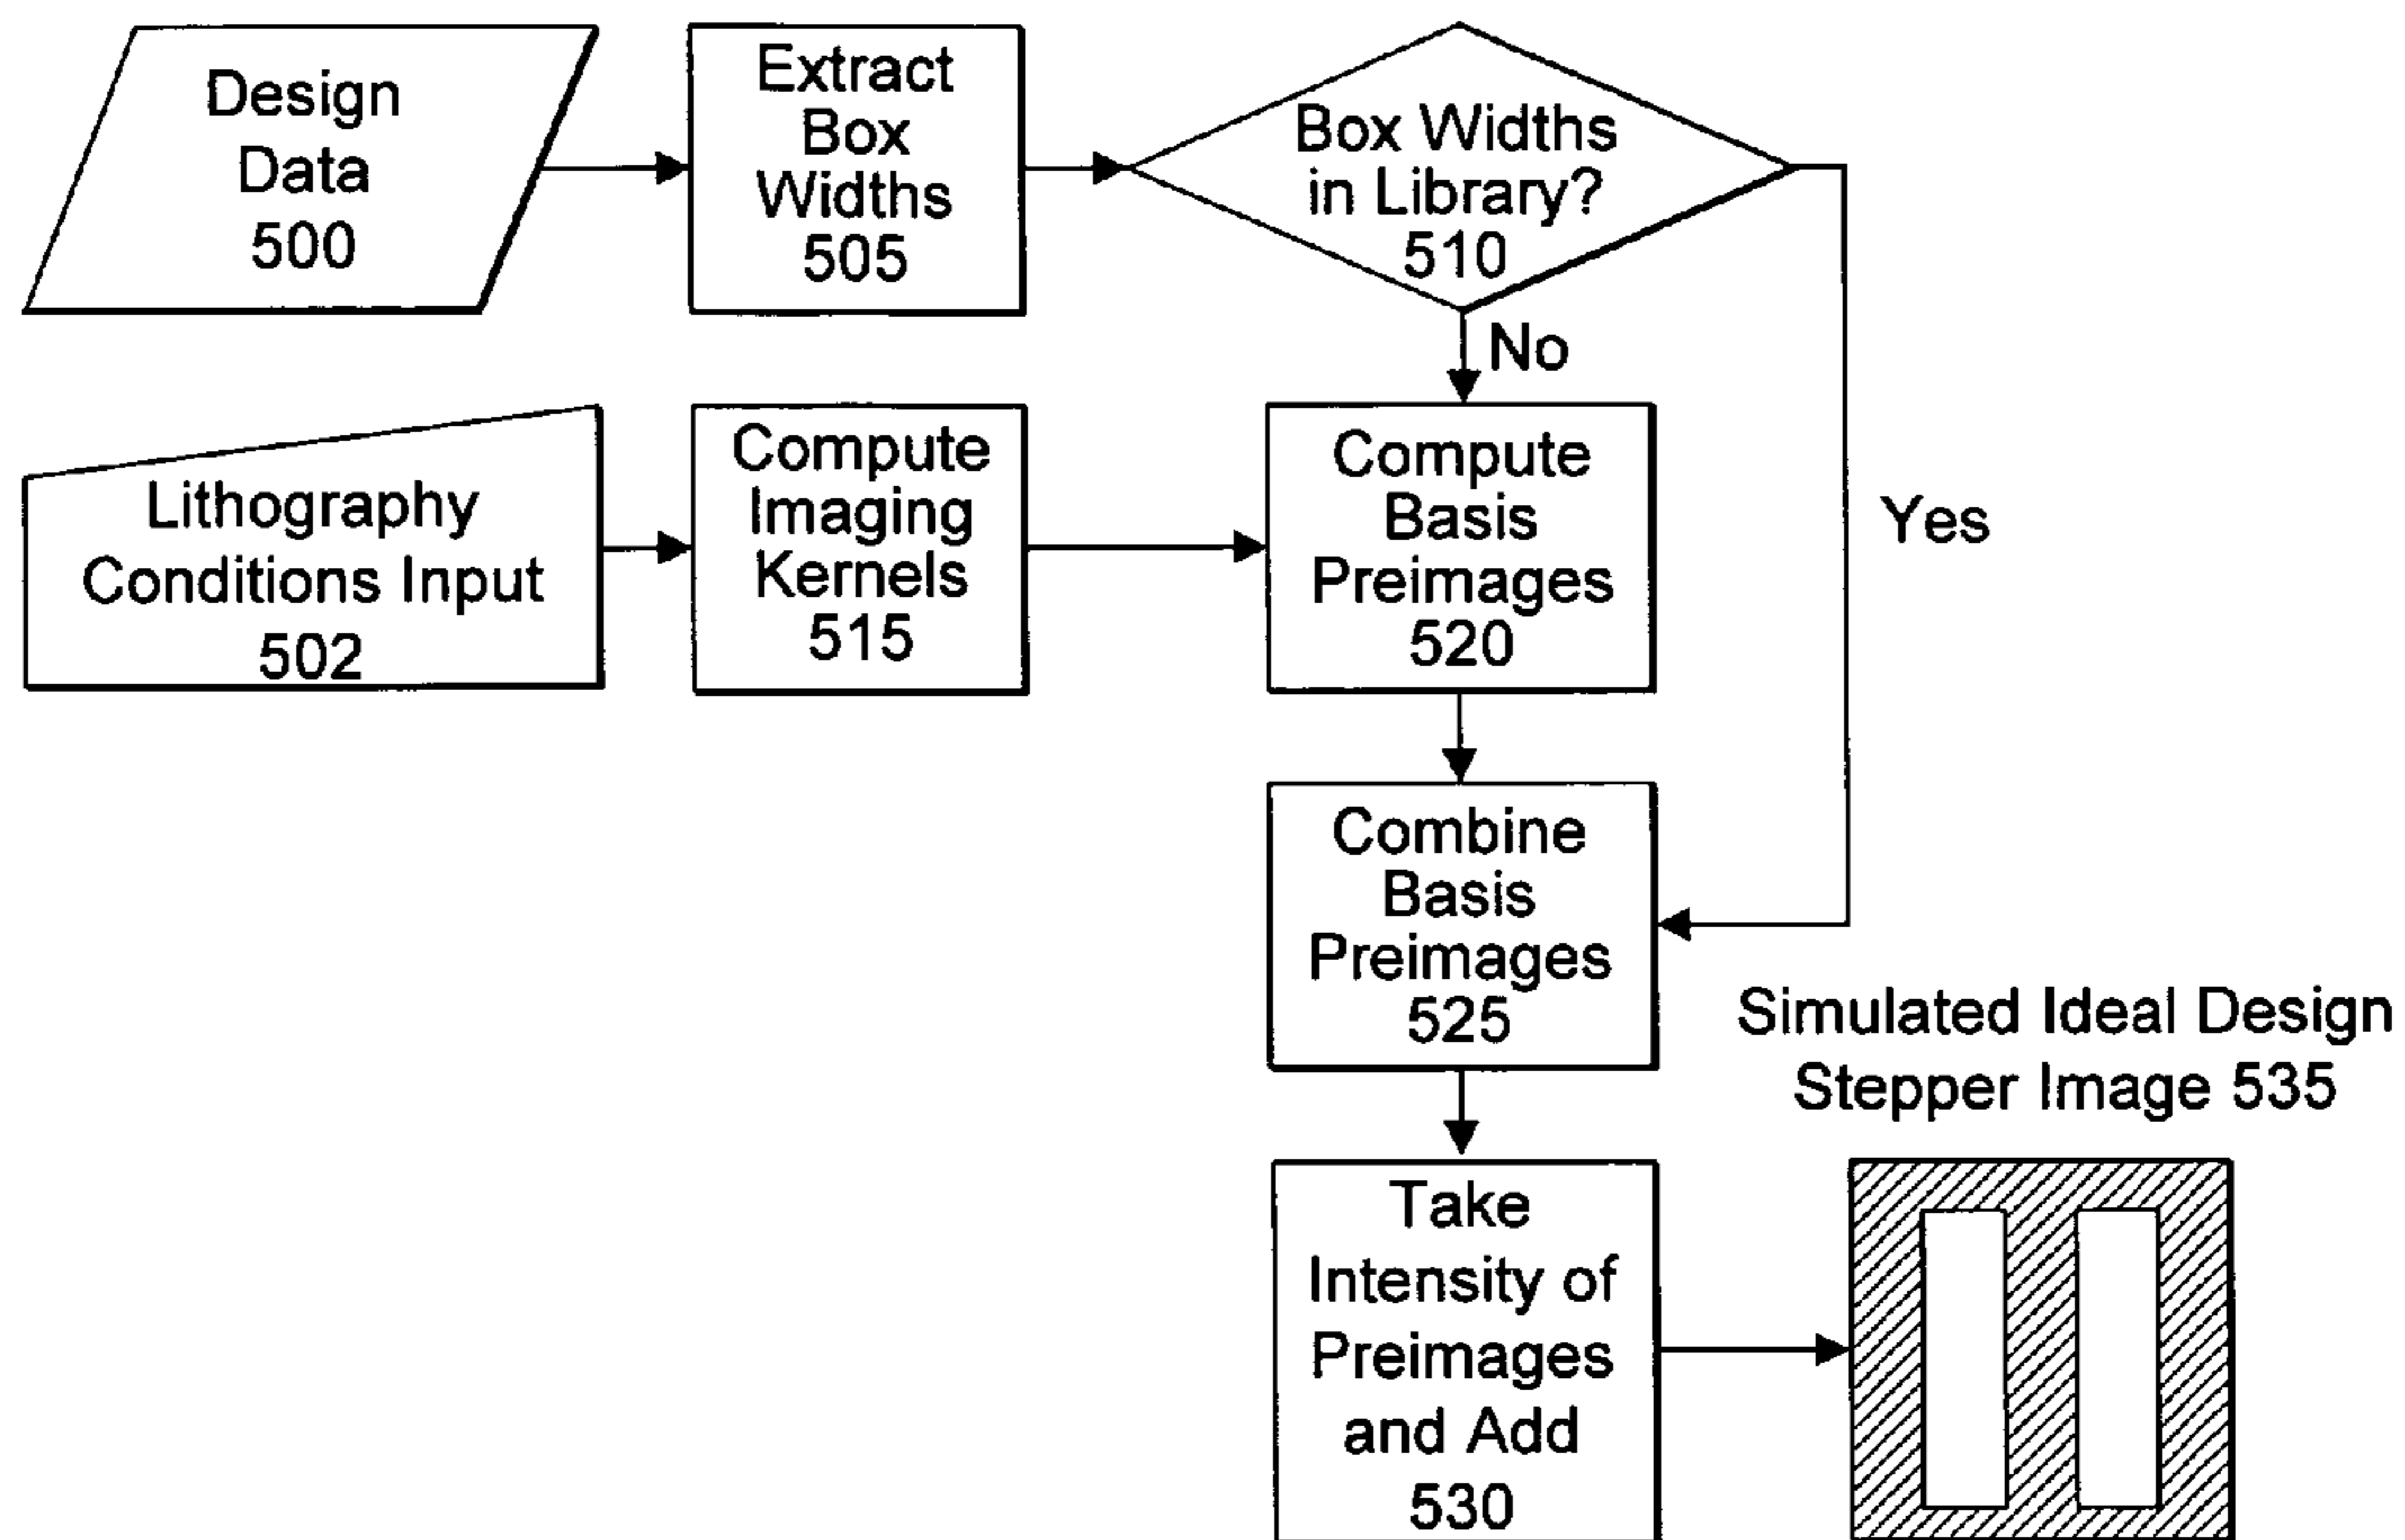 Design
Data
500
Extract
Box
Widths
505
Box Widths
in Library?
510
No
Yes
Lithography
Conditions Input
502
Compute
Imaging
Kernels
515
Compute
Basis
Preimages
520
Combine
Basis
Preimages
525
Simulated Ideal Design
Stepper Image 535
Take
Intensity of
Preimages
and Add
530